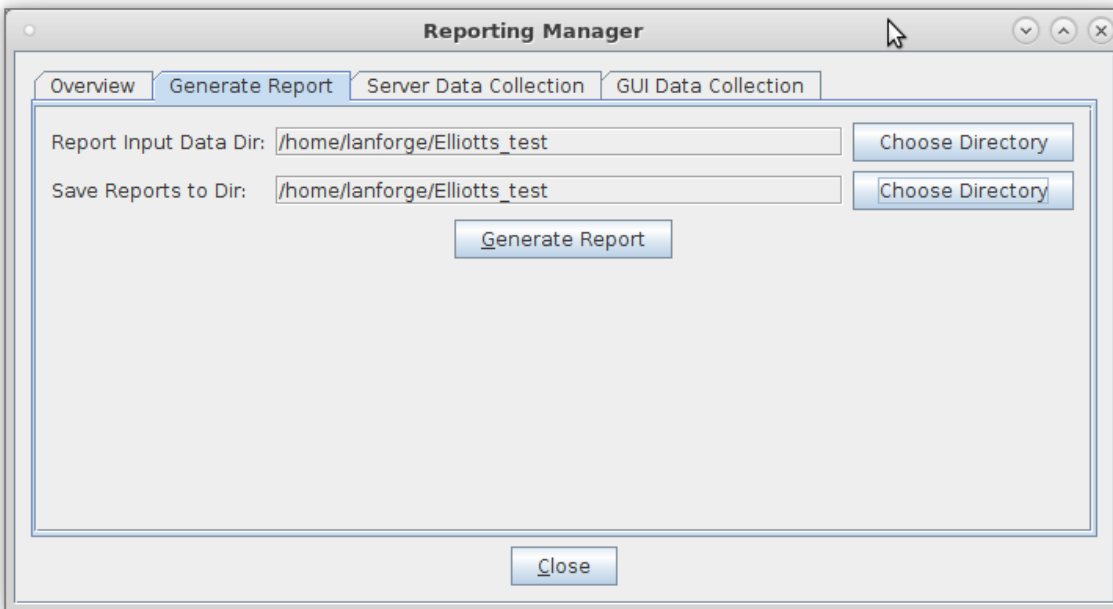 Reporting Manager
Overview Generate Report Server Data Collection GUI Data Collection
Report Input Data Dir: /home/lanforge/Elliotts_test Choose Directory
Save Reports to Dir: /home/lanforge/Elliotts_test Choose Directory
Generate Report
Close